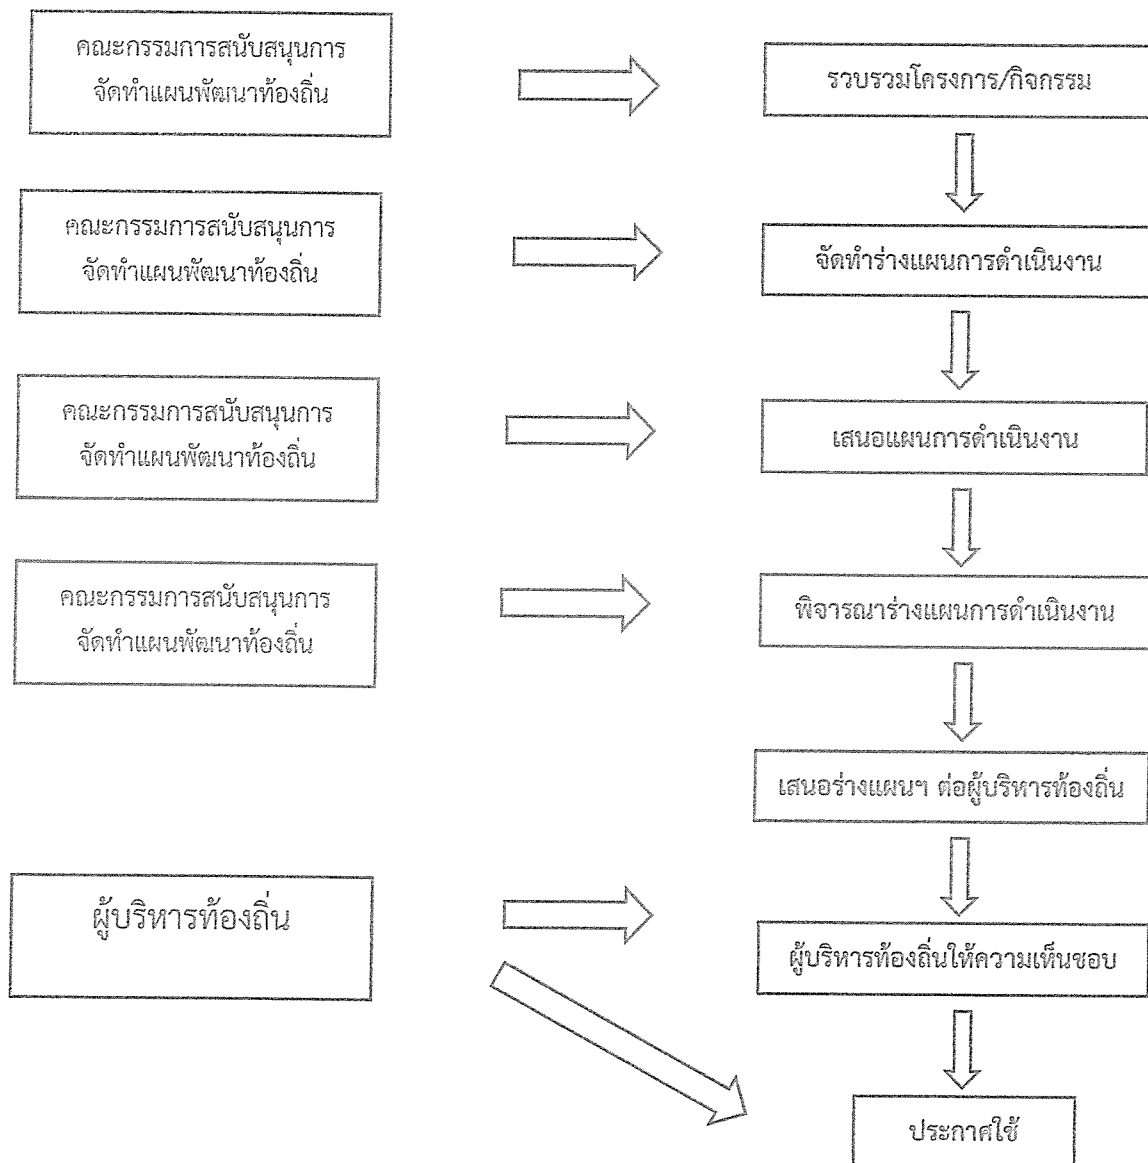 คณะกรรมการสนับสนุนการ
จัดทำแผนพัฒนาท้องถิ่น
รวบรวมโครงการ/กิจกรรม
คณะกรรมการสนับสนุนการ
จัดทำแผนพัฒนาท้องถิ่น
จัดทำร่างแผนการดำเนินงาน
คณะกรรมการสนับสนุนการ
จัดทำแผนพัฒนาท้องถิ่น
เสนอแผนการดำเนินงาน
คณะกรรมการสนับสนุนการ
จัดทำแผนพัฒนาท้องถิ่น
พิจารณาร่างแผนการดำเนินงาน
เสนอร่างแผนฯ ต่อผู้บริหารท้องถิ่น
ผู้บริหารท้องถิ่น
ผู้บริหารท้องถิ่นให้ความเห็นชอบ
ประกาศใช้